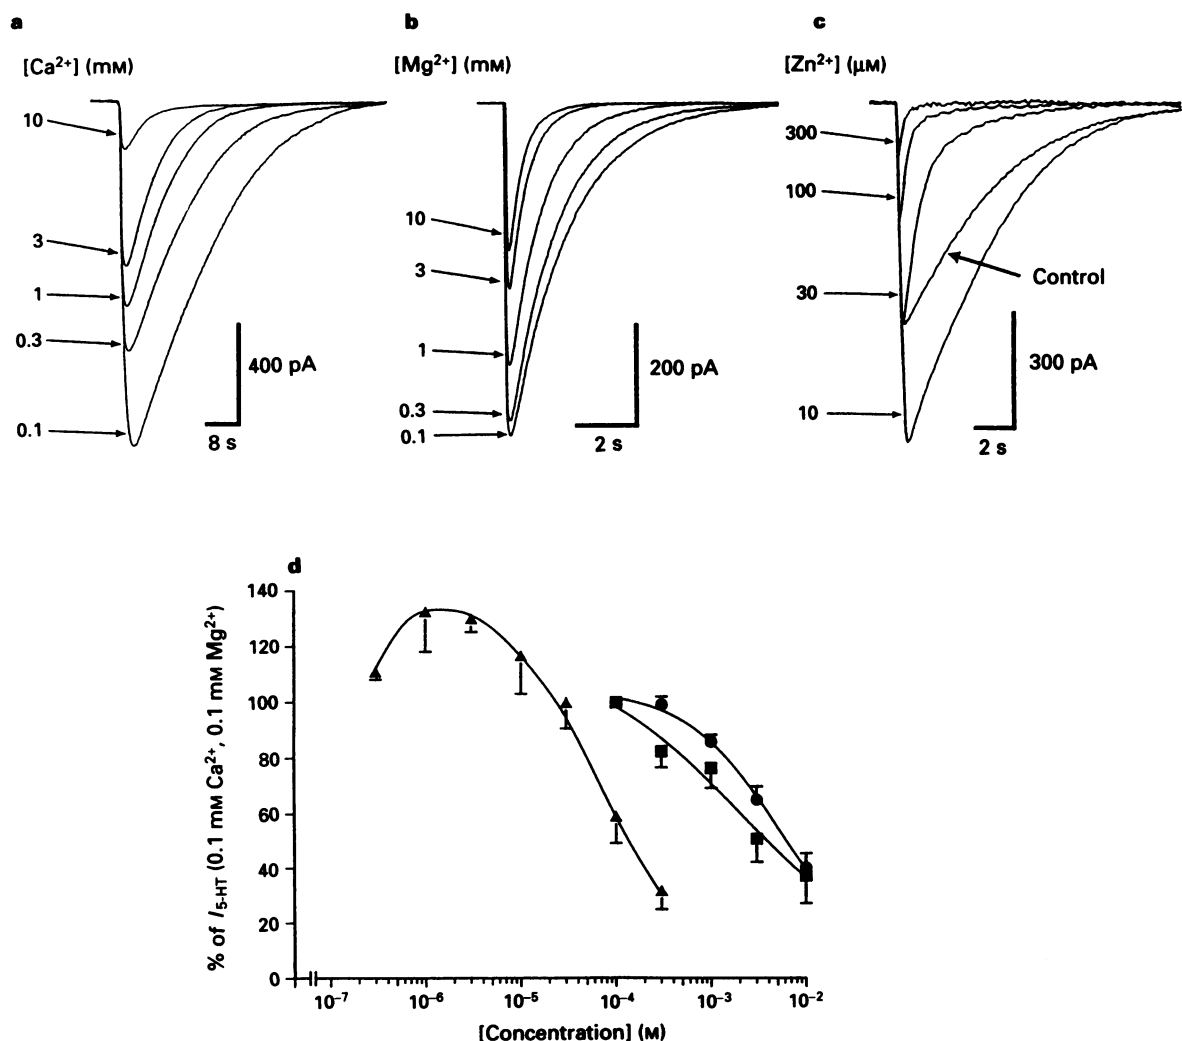 a
[Ca²⁺] (mM)
10
3
1
0.3
0.1
400 pA
8 s
b
[Mg²⁺] (mM)
10
3
1
0.3
0.1
200 pA
2 s
c
[Zn²⁺] (μM)
300
100
30
10
Control
300 pA
2 s
d
% of I5-HT (0.1 mM Ca²⁺, 0.1 mM Mg²⁺)
140
120
100
80
60
40
20
0
10⁻⁷ 10⁻⁶ 10⁻⁵ 10⁻⁴ 10⁻³ 10⁻²
[Concentration] (M)